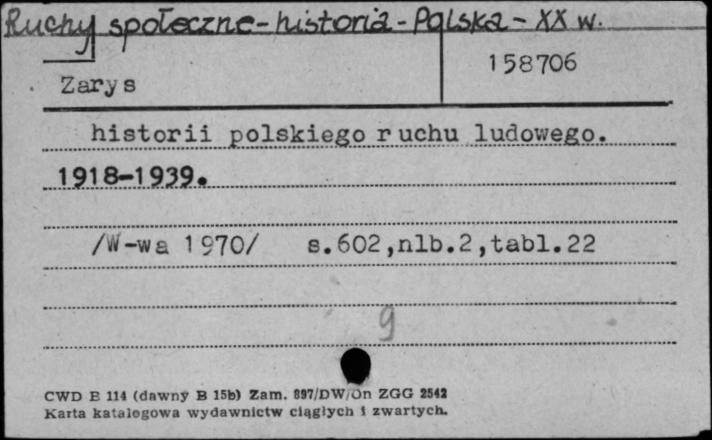 Ruchy społeczne-historia-Polska-XX w.
158706
Zarys
historii polskiego ruchu ludowego.
1918-1939.
/W-wa 1970/ s.602,nlb.2,tabl.22
9
CWD E 114 (dawny B 15b) Zam. 897/DW/On ZGG 2542
Karta katalogowa wydawnictw ciągłych i zwartych.